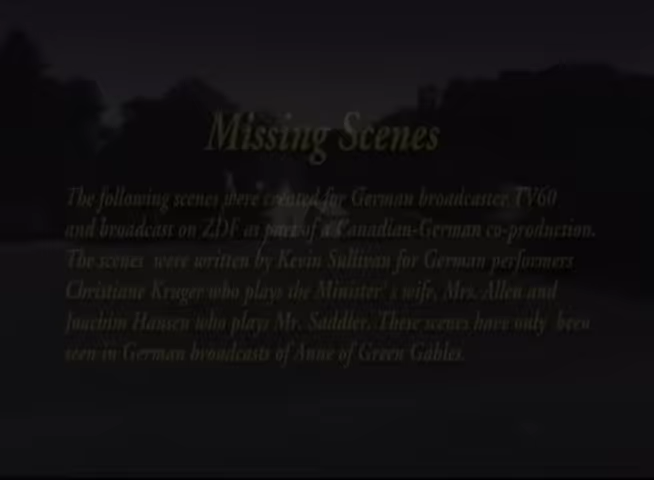 Missing Scenes
The following scenes were created for German broadcaster TV60
and broadcast on ZDF as part of a Canadian-German co-production.
The scenes were written by Kevin Sullivan for German performers
Christiane Kruger who plays the Minister's wife, Mrs. Allen and
Joachim Hansen who plays Mr. Saddler. These scenes have only been
seen in German broadcasts of Anne of Green Gables.